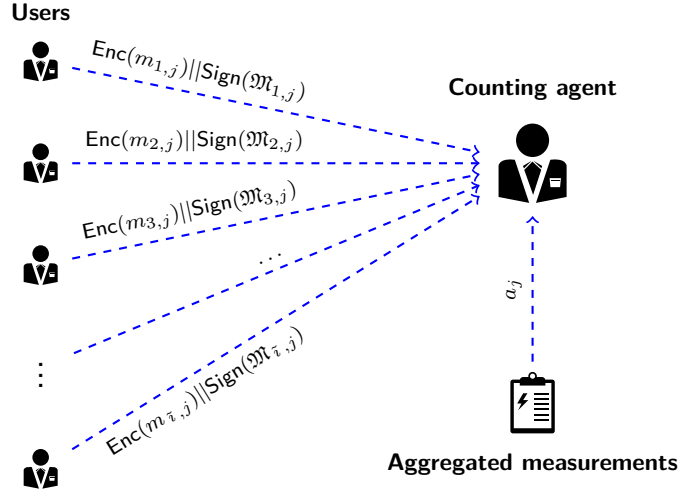 Users
Enc(m_{1,j})||Sign(𝔐_{1,j})
Counting agent
Enc(m_{2,j})||Sign(𝔐_{2,j})
Enc(m_{3,j})||Sign(𝔐_{3,j})
...
a_j
⋮
Enc(m_{ῑ,j})||Sign(𝔐_{ῑ,j})
Aggregated measurements